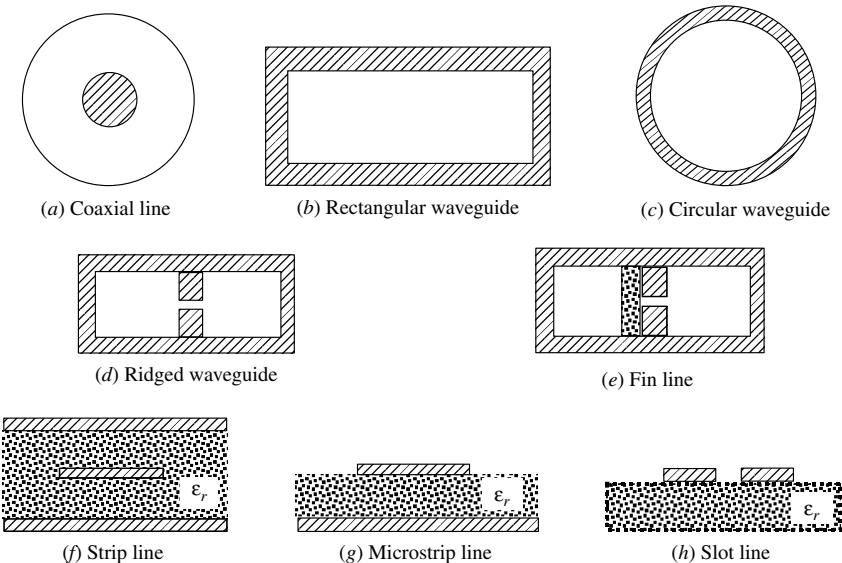 (a) Coaxial line
(b) Rectangular waveguide
(c) Circular waveguide
(d) Ridged waveguide
(e) Fin line
εr
εr
εr
(f) Strip line
(g) Microstrip line
(h) Slot line